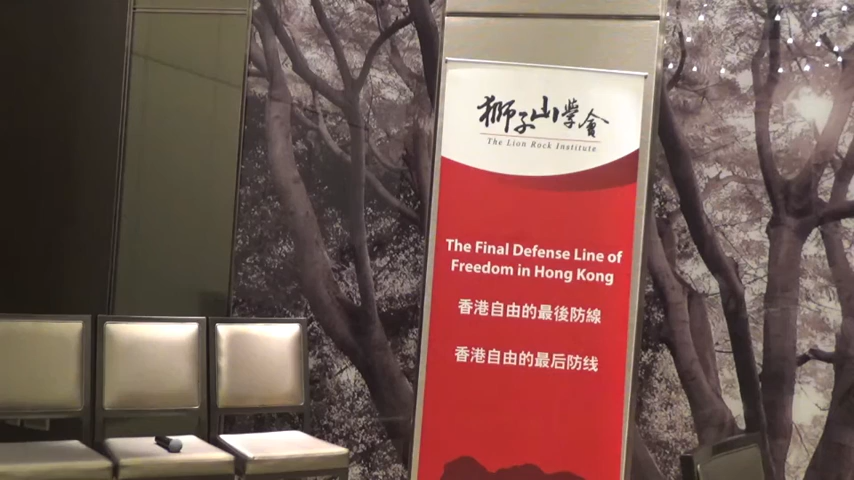 獅子山學會
The Lion Rock Institute
The Final Defense Line of
Freedom in Hong Kong
香港自由的最後防線
香港自由的最后防线